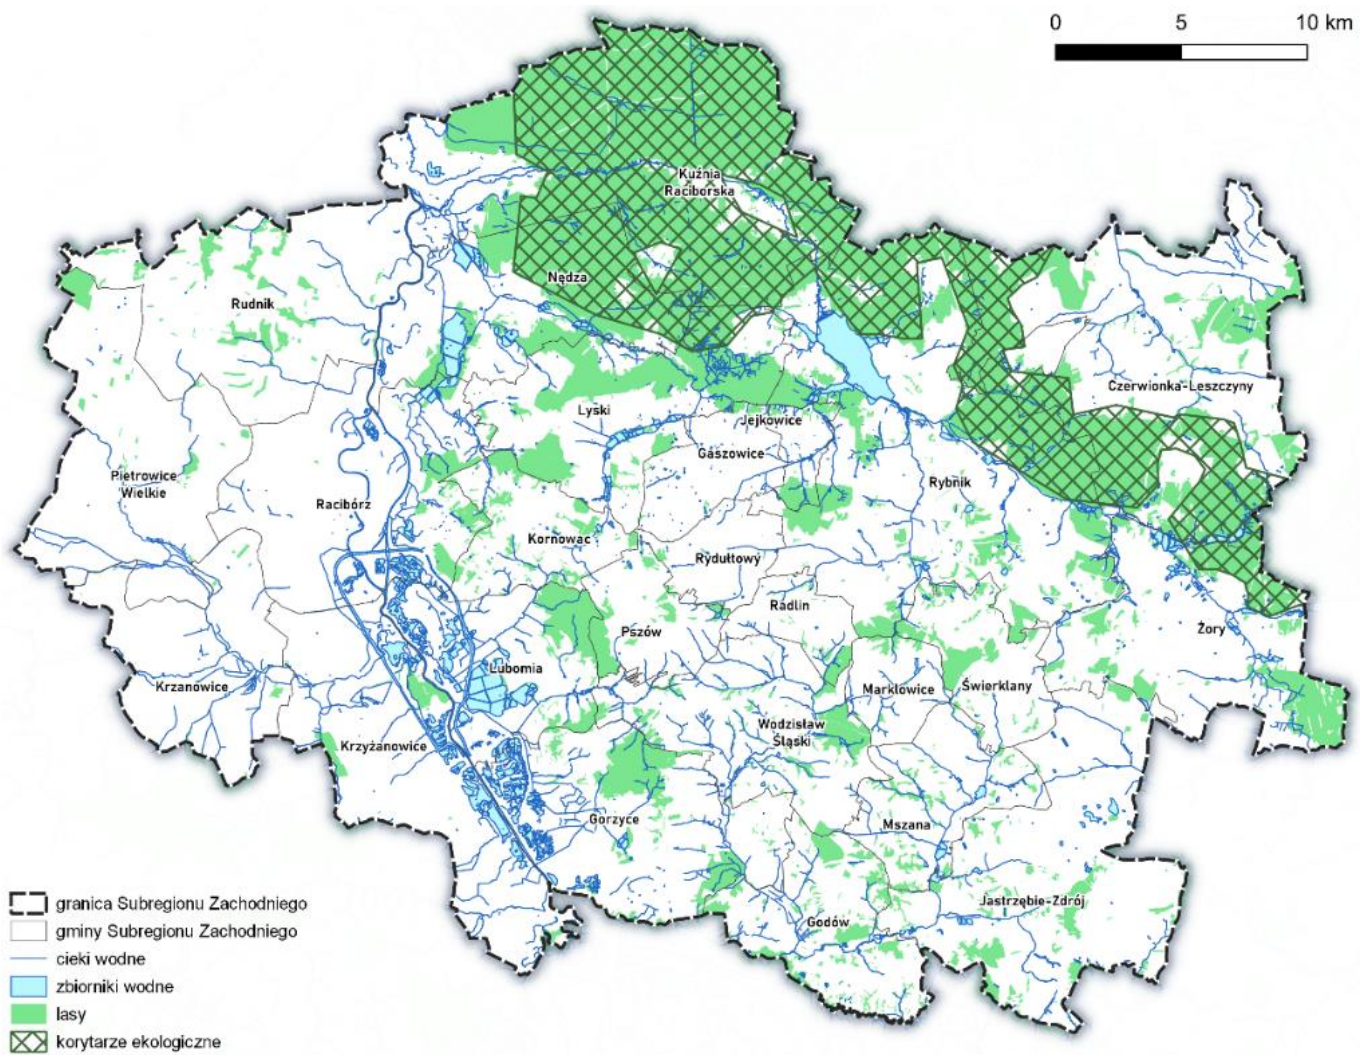 0 5 10 km
Kuźnia
Raciborska
Nędza
Rudnik
Czerwionka-Leszczyny
Lyski
Jejkowice
Gaszowice
Pietrowice
Wielkie
Rybnik
Racibórz
Kornowac
Rydułtowy
Radlin
Pszów
Żory
Lubomia
Krzanowice
Marklowice
Świerklany
Wodzisław
Śląski
Krzyżanowice
Gorzyce
Mszana
Jastrzębie-Zdrój
Godów
granica Subregionu Zachodniego
gminy Subregionu Zachodniego
cieki wodne
zbiorniki wodne
lasy
korytarze ekologiczne